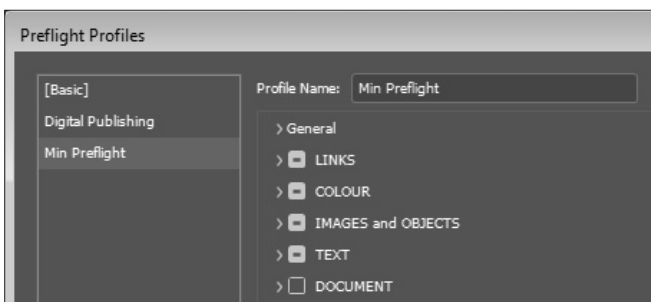 Preflight Profiles
[Basic]
Digital Publishing
Min Preflight
Profile Name: Min Preflight
General
LINKS
COLOUR
IMAGES and OBJECTS
TEXT
DOCUMENT